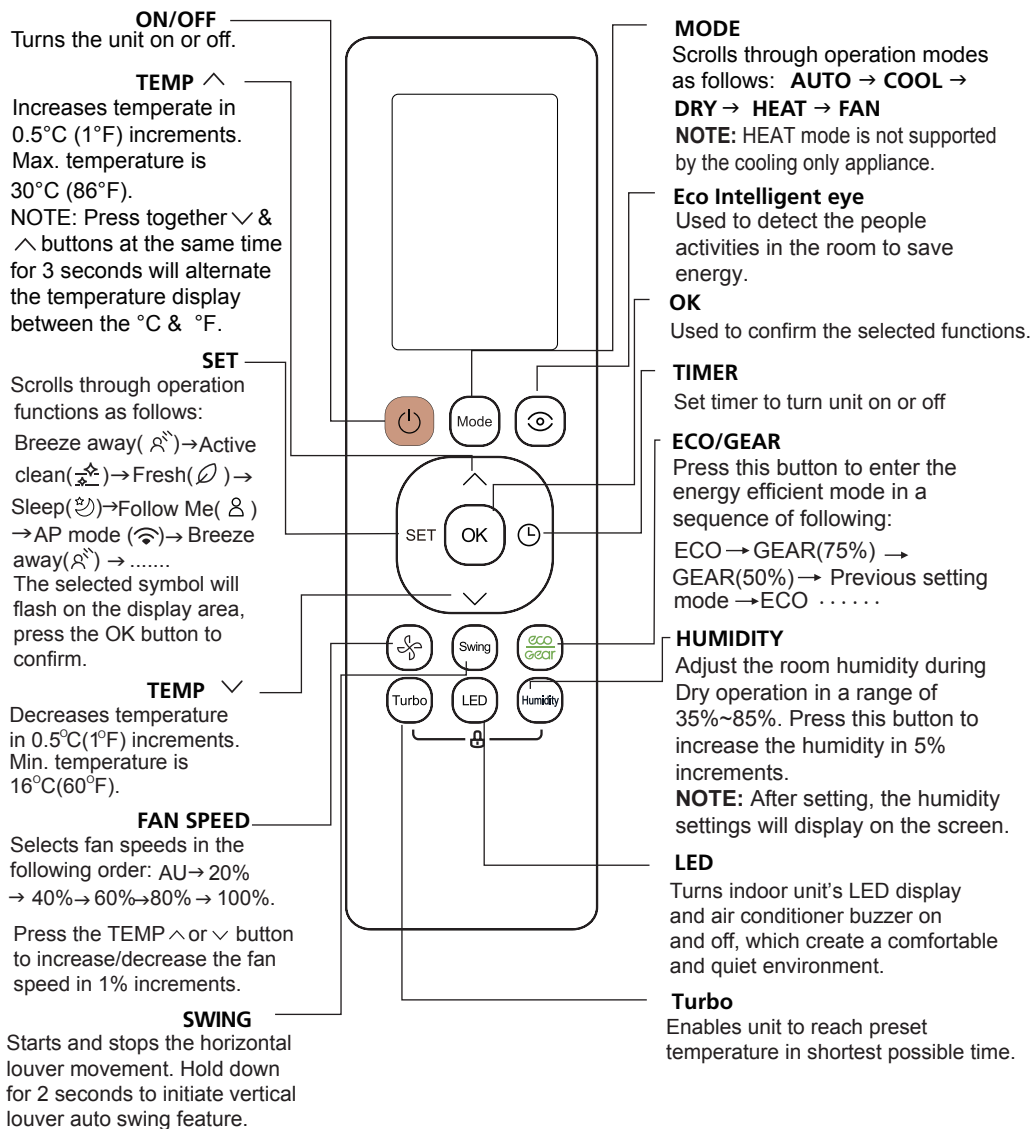 ON/OFF
Turns the unit on or off.
TEMP ︿
Increases temperate in
0.5°C (1°F) increments.
Max. temperature is
30°C (86°F).
NOTE: Press together ﹀ &
︿ buttons at the same time
for 3 seconds will alternate
the temperature display
between the °C & °F.
SET
Scrolls through operation
functions as follows:
Breeze away( )→Active
clean( )→Fresh( )→
Sleep( )→Follow Me( )
→AP mode ( )→ Breeze
away( ) → .......
The selected symbol will
flash on the display area,
press the OK button to
confirm.
TEMP ﹀
Decreases temperature
in 0.5°C(1°F) increments.
Min. temperature is
16°C(60°F).
FAN SPEED
Selects fan speeds in the
following order: AU→ 20%
→ 40%→ 60%→80% → 100%.
Press the TEMP ︿ or ﹀ button
to increase/decrease the fan
speed in 1% increments.
SWING
Starts and stops the horizontal
louver movement. Hold down
for 2 seconds to initiate vertical
louver auto swing feature.
Mode
SET
OK
Swing
eco
Gear
Turbo
LED
Humidity
MODE
Scrolls through operation modes
as follows: AUTO → COOL →
DRY → HEAT → FAN
NOTE: HEAT mode is not supported
by the cooling only appliance.
Eco Intelligent eye
Used to detect the people
activities in the room to save
energy.
OK
Used to confirm the selected functions.
TIMER
Set timer to turn unit on or off
ECO/GEAR
Press this button to enter the
energy efficient mode in a
sequence of following:
ECO → GEAR(75%) →
GEAR(50%)→ Previous setting
mode →ECO ······
HUMIDITY
Adjust the room humidity during
Dry operation in a range of
35%~85%. Press this button to
increase the humidity in 5%
increments.
NOTE: After setting, the humidity
settings will display on the screen.
LED
Turns indoor unit's LED display
and air conditioner buzzer on
and off, which create a comfortable
and quiet environment.
Turbo
Enables unit to reach preset
temperature in shortest possible time.